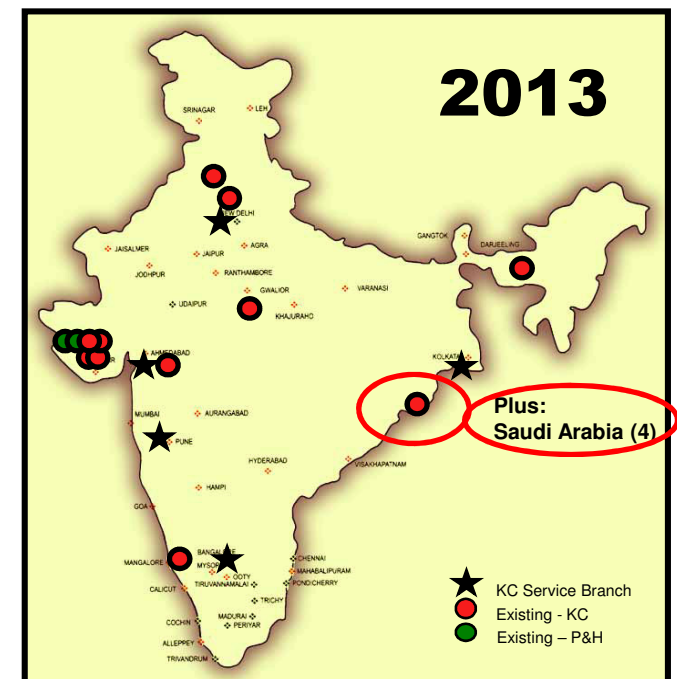 2013
SRINAGAR
LEH
NEW DELHI
GANGTOK
DARJEELING
JAISALMER
AGRA
JAIPUR
JODHPUR
RANTHAMBORE
GWALIOR
VARANASI
UDAIPUR
KHAJURAHO
AHMEDABAD
KOLKATA
Plus:
Saudi Arabia (4)
MUMBAI
AURANGABAD
PUNE
HYDERABAD
VISAKHAPATNAM
HAMPI
GOA
BANGALORE
CHENNAI
MANGALORE
MYSOR
MAHABALIPURAM
OOTY
PONDICHERRY
CALICUT
TIRUVANNAMALAI
TRICHY
MADURAI
COCHIN
PERIYAR
ALLEPPEY
TRIVANDRUM
KC Service Branch
Existing - KC
Existing – P&H